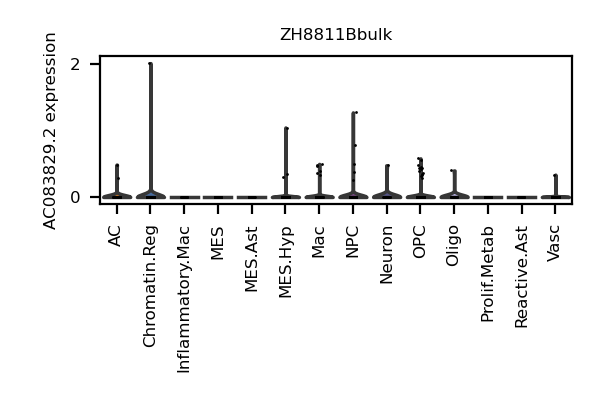 ZH8811Bbulk
AC083829.2 expression
2
0
AC
Chromatin.Reg
Inflammatory.Mac
MES
MES.Ast
MES.Hyp
Mac
NPC
Neuron
OPC
Oligo
Prolif.Metab
Reactive.Ast
Vasc